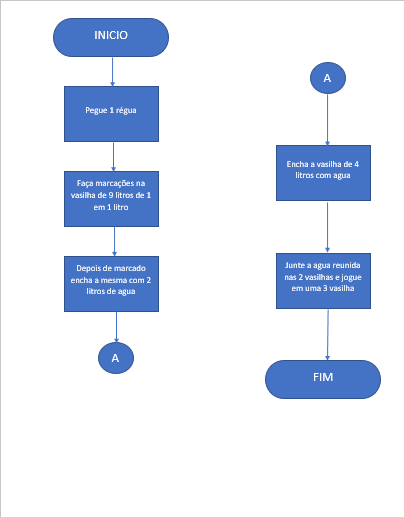 INICIO
Pegue 1 régua
Faça marcações na
vasilha de 9 litros de 1
em 1 litro
Depois de marcado
encha a mesma com 2
litros de agua
A
A
Encha a vasilha de 4
litros com agua
Junte a agua reunida
nas 2 vasilhas e jogue
em uma 3 vasilha
FIM